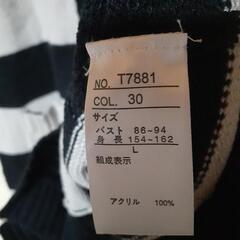 NO. T7881
COL. 30
サイズ
バスト 86~94
身 長 154~162
L
組成表示
アクリル 100%